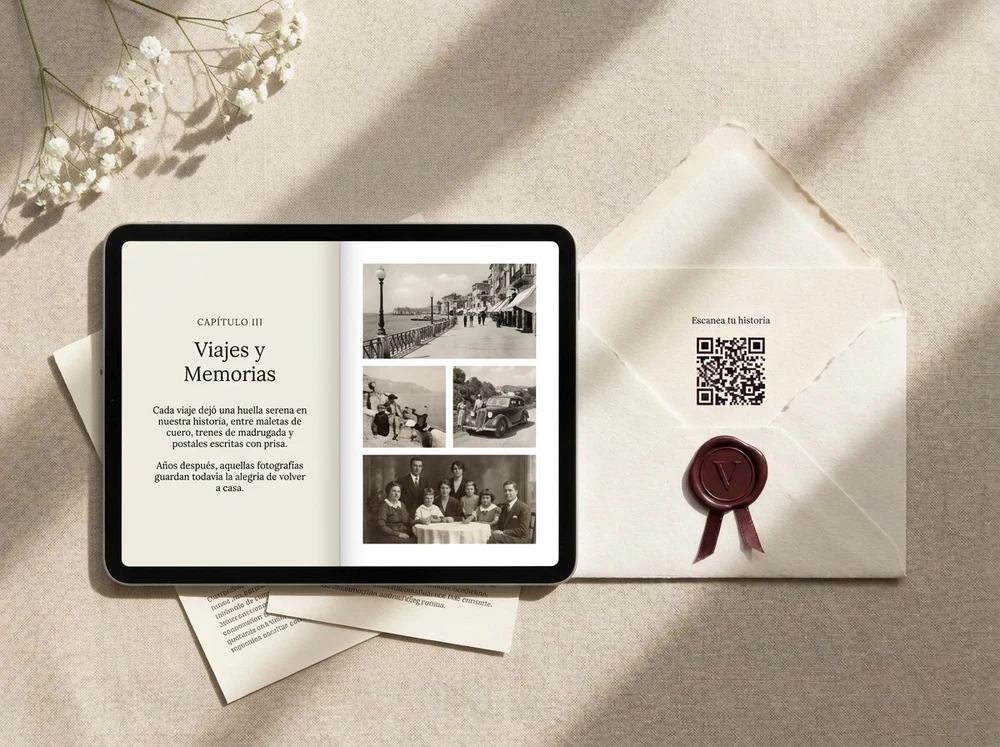 CAPÍTULO III
Viajes y
Memorias
Cada viaje dejó una huella serena en
nuestra historia, entre maletas de
cuero, trenes de madrugada y
postales escritas con prisa.
Años después, aquellas fotografías
guardan todavía la alegría de volver
a casa.
Escanea tu historia
V